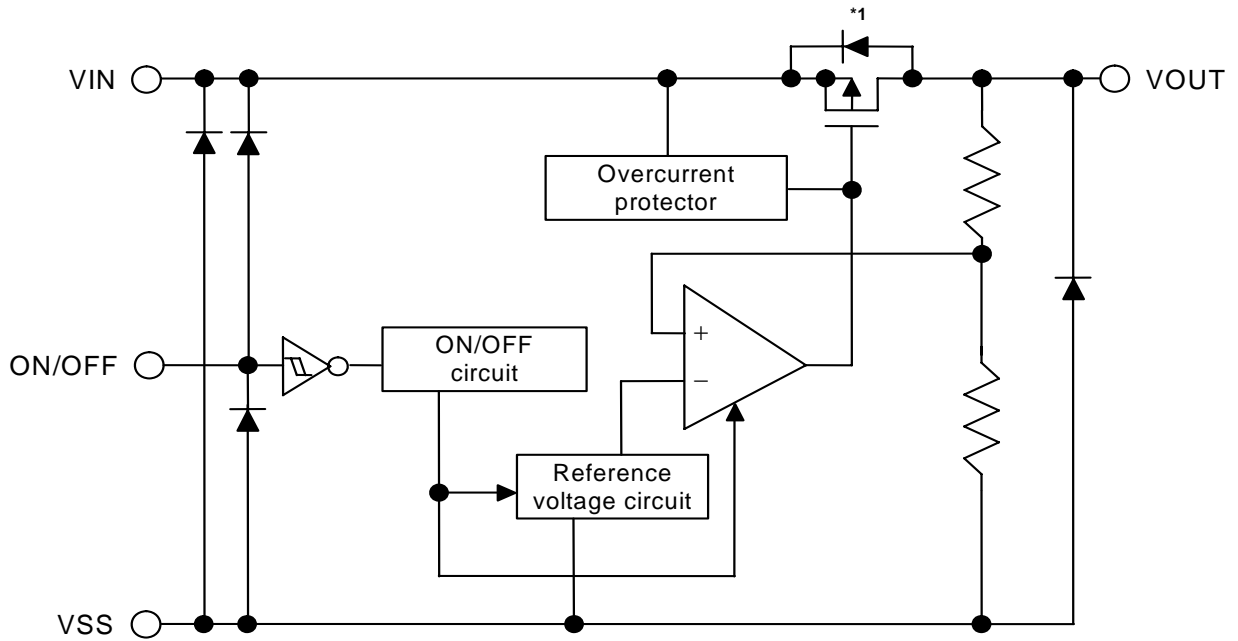 *1
VIN
VOUT
Overcurrent
protector
ON/OFF
ON/OFF
circuit
+
−
Reference
voltage circuit
VSS